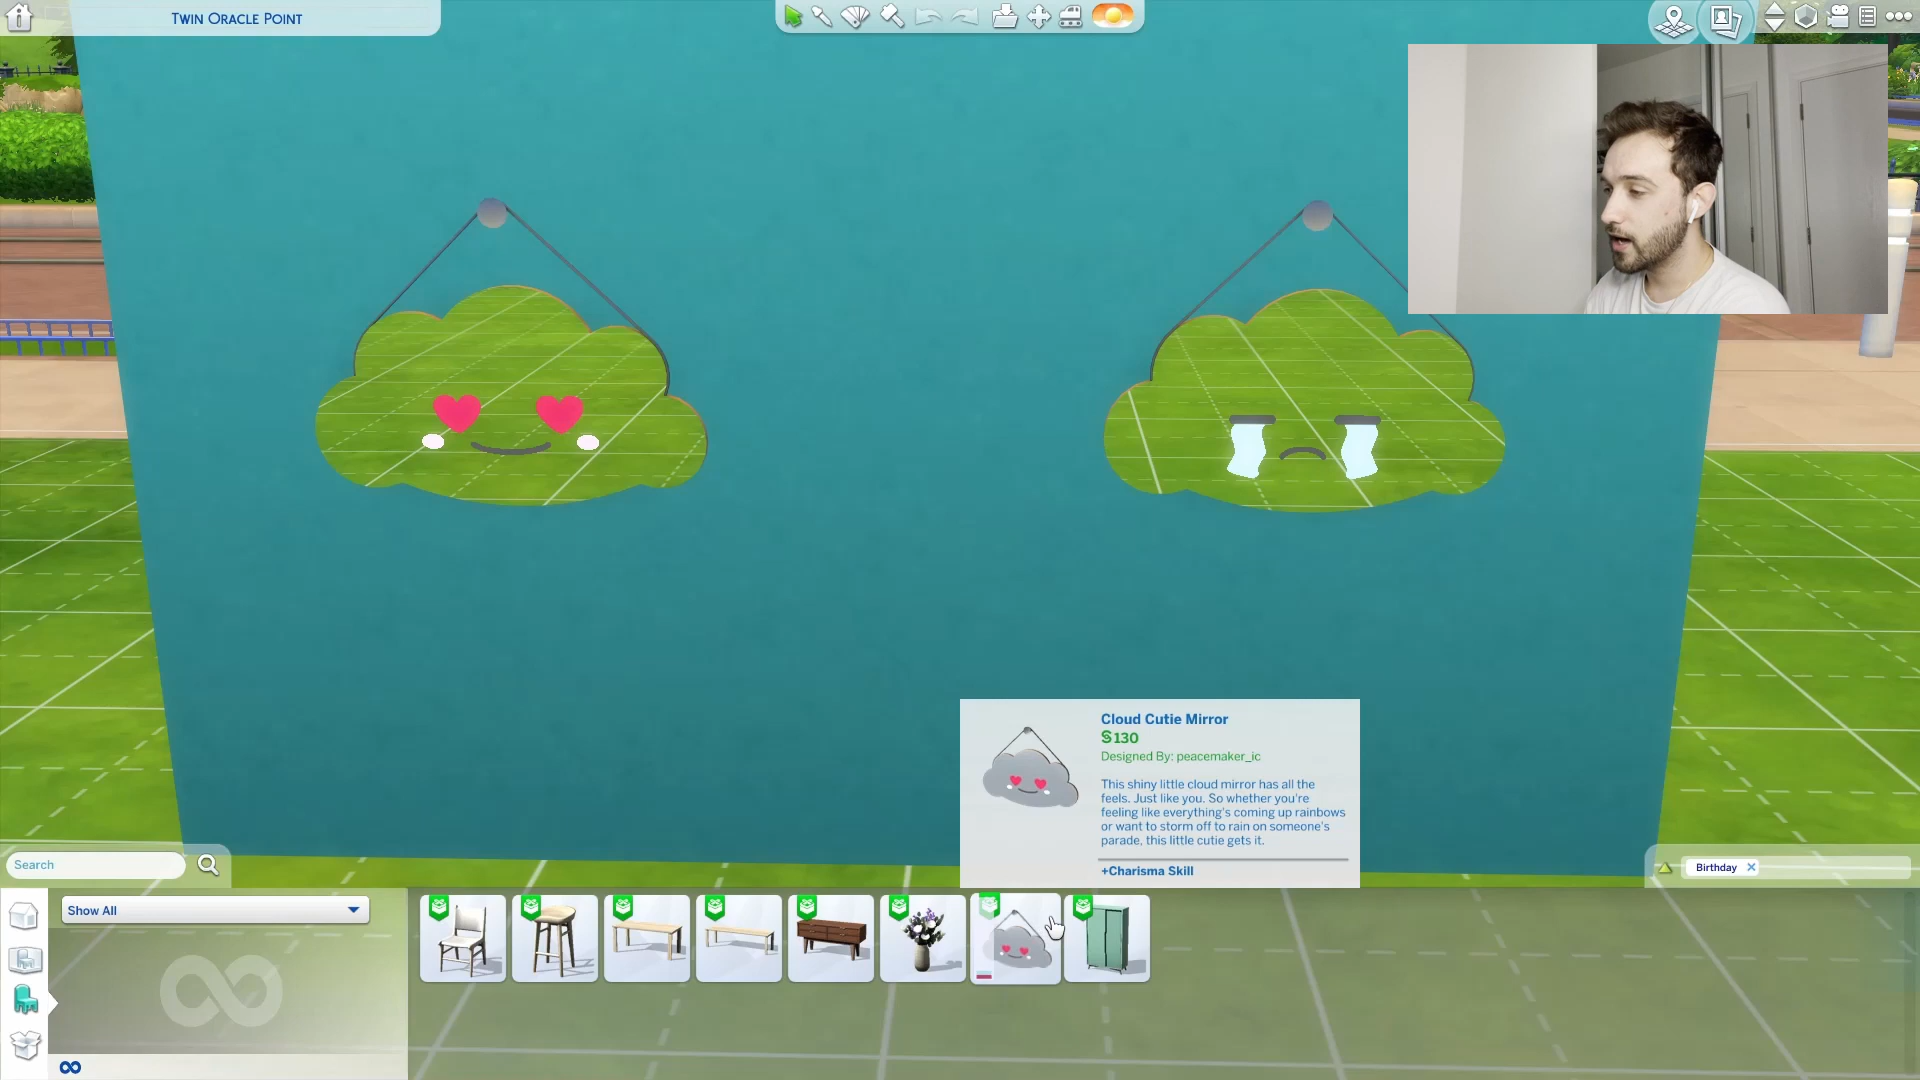 Twin Oracle Point
Cloud Cutie Mirror
§130
Designed By: peacemaker_ic
This shiny little cloud mirror has all the
feels. Just like you. So whether you're
feeling like everything's coming up rainbows
or want to storm off to rain on someone's
parade, this little cutie gets it.
+Charisma Skill
Search
Birthday
Show All